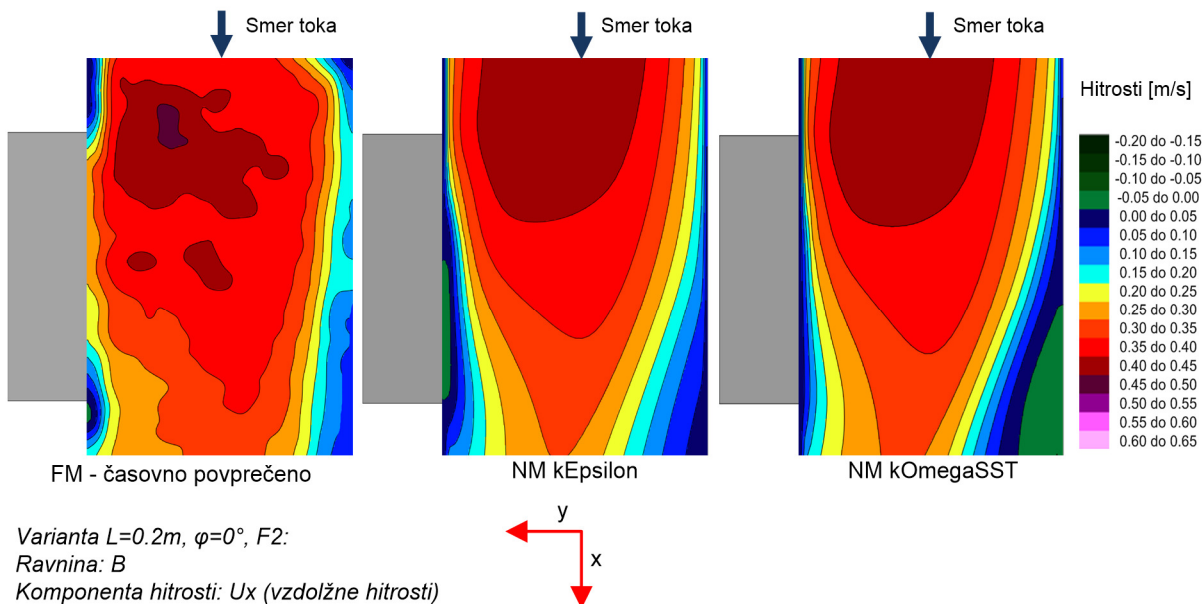 Smer toka
Smer toka
Smer toka
Hitrosti [m/s]
-0.20 do -0.15
-0.15 do -0.10
-0.10 do -0.05
-0.05 do 0.00
0.00 do 0.05
0.05 do 0.10
0.10 do 0.15
0.15 do 0.20
0.20 do 0.25
0.25 do 0.30
0.30 do 0.35
0.35 do 0.40
0.40 do 0.45
0.45 do 0.50
0.50 do 0.55
0.55 do 0.60
0.60 do 0.65
FM - časovno povprečeno
NM kEpsilon
NM kOmegaSST
y
x
Varianta L=0.2m, φ=0°, F2:
Ravnina: B
Komponenta hitrosti: Ux (vzdolžne hitrosti)